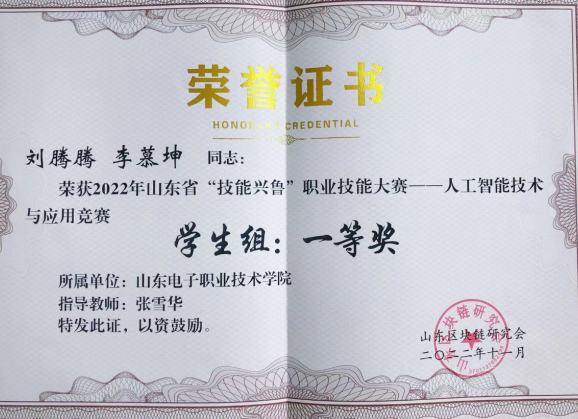 荣誉证书
HONORARY CREDENTIAL
刘腾腾 李慕坤 同志：
荣获2022年山东省“技能兴鲁”职业技能大赛——人工智能技术
与应用竞赛
学生组：一等奖
所属单位：山东电子职业技术学院
指导教师：张雪华
特发此证，以资鼓励。
山东区块链研究会
二〇二二年十一月